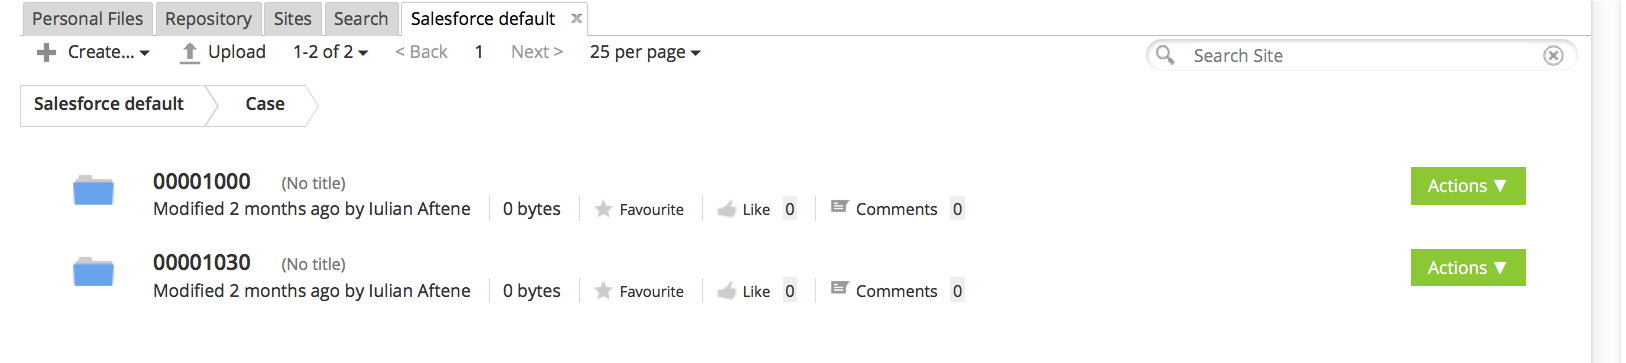 Personal Files Repository Sites Search Salesforce default x
Create... Upload 1-2 of 2 < Back 1 Next > 25 per page Search Site
Salesforce default Case
00001000 (No title) Actions ▼
Modified 2 months ago by Iulian Aftene 0 bytes Favourite Like 0 Comments 0
00001030 (No title) Actions ▼
Modified 2 months ago by Iulian Aftene 0 bytes Favourite Like 0 Comments 0